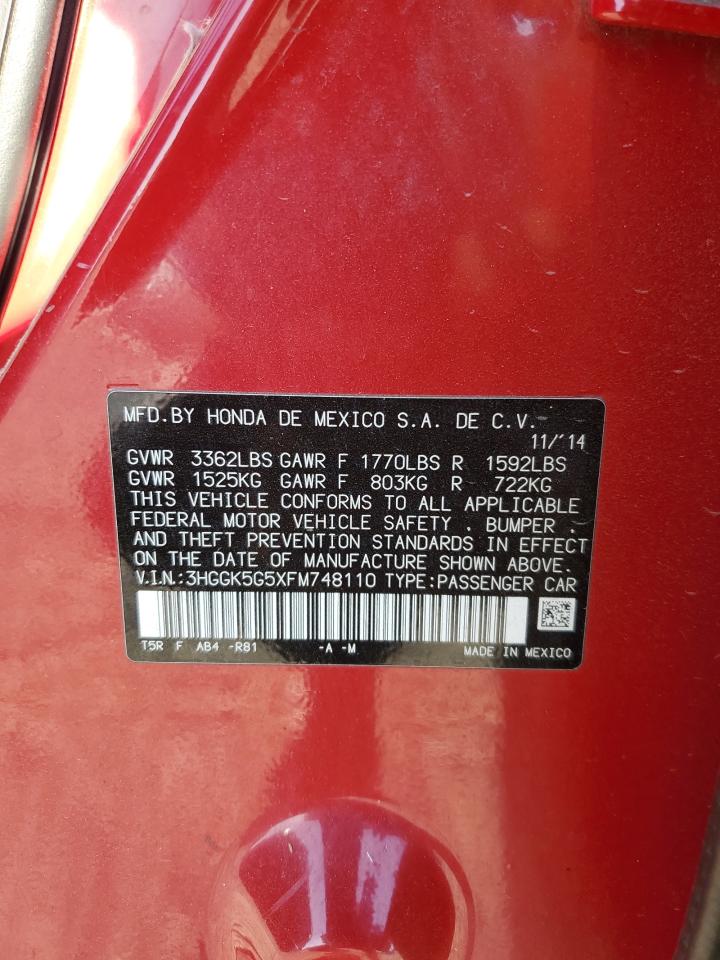 MFD.BY HONDA DE MEXICO S.A. DE C.V.
11/'14
GVWR 3362LBS GAWR F 1770LBS R 1592LBS
GVWR 1525KG GAWR F 803KG R 722KG
THIS VEHICLE CONFORMS TO ALL APPLICABLE
FEDERAL MOTOR VEHICLE SAFETY , BUMPER ,
AND THEFT PREVENTION STANDARDS IN EFFECT
ON THE DATE OF MANUFACTURE SHOWN ABOVE.
V.I.N.:3HGGK5G5XFM748110 TYPE:PASSENGER CAR
T5R F AB4 -R81 -A -M MADE IN MEXICO